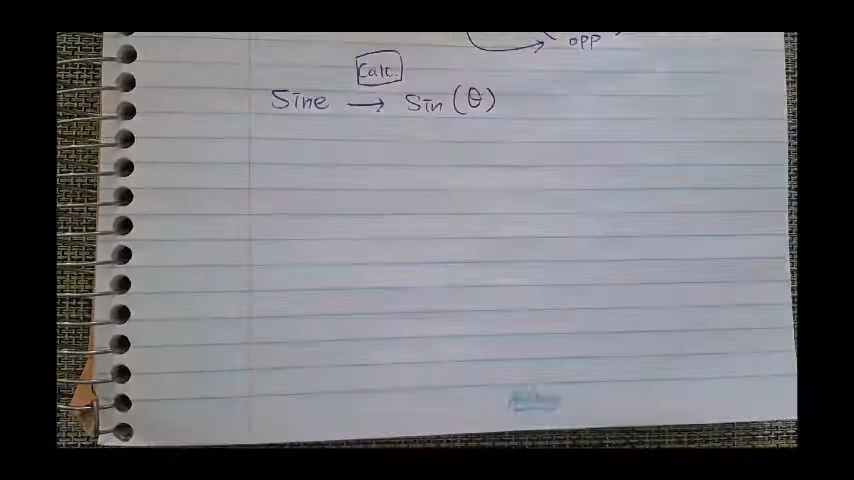 opp
Calc.
Sine → Sin (θ)